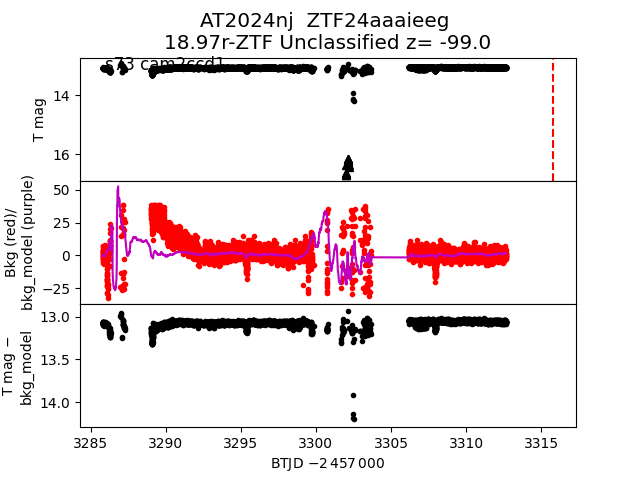 AT2024nj  ZTF24aaaieeg
18.97r-ZTF Unclassified z= -99.0
s73 cam2ccd1
T mag
14
16
Bkg (red)/
bkg_model (purple)
50
25
0
−25
T mag −
bkg_model
13.0
13.5
14.0
3285 3290 3295 3300 3305 3310 3315
BTJD −2 457 000